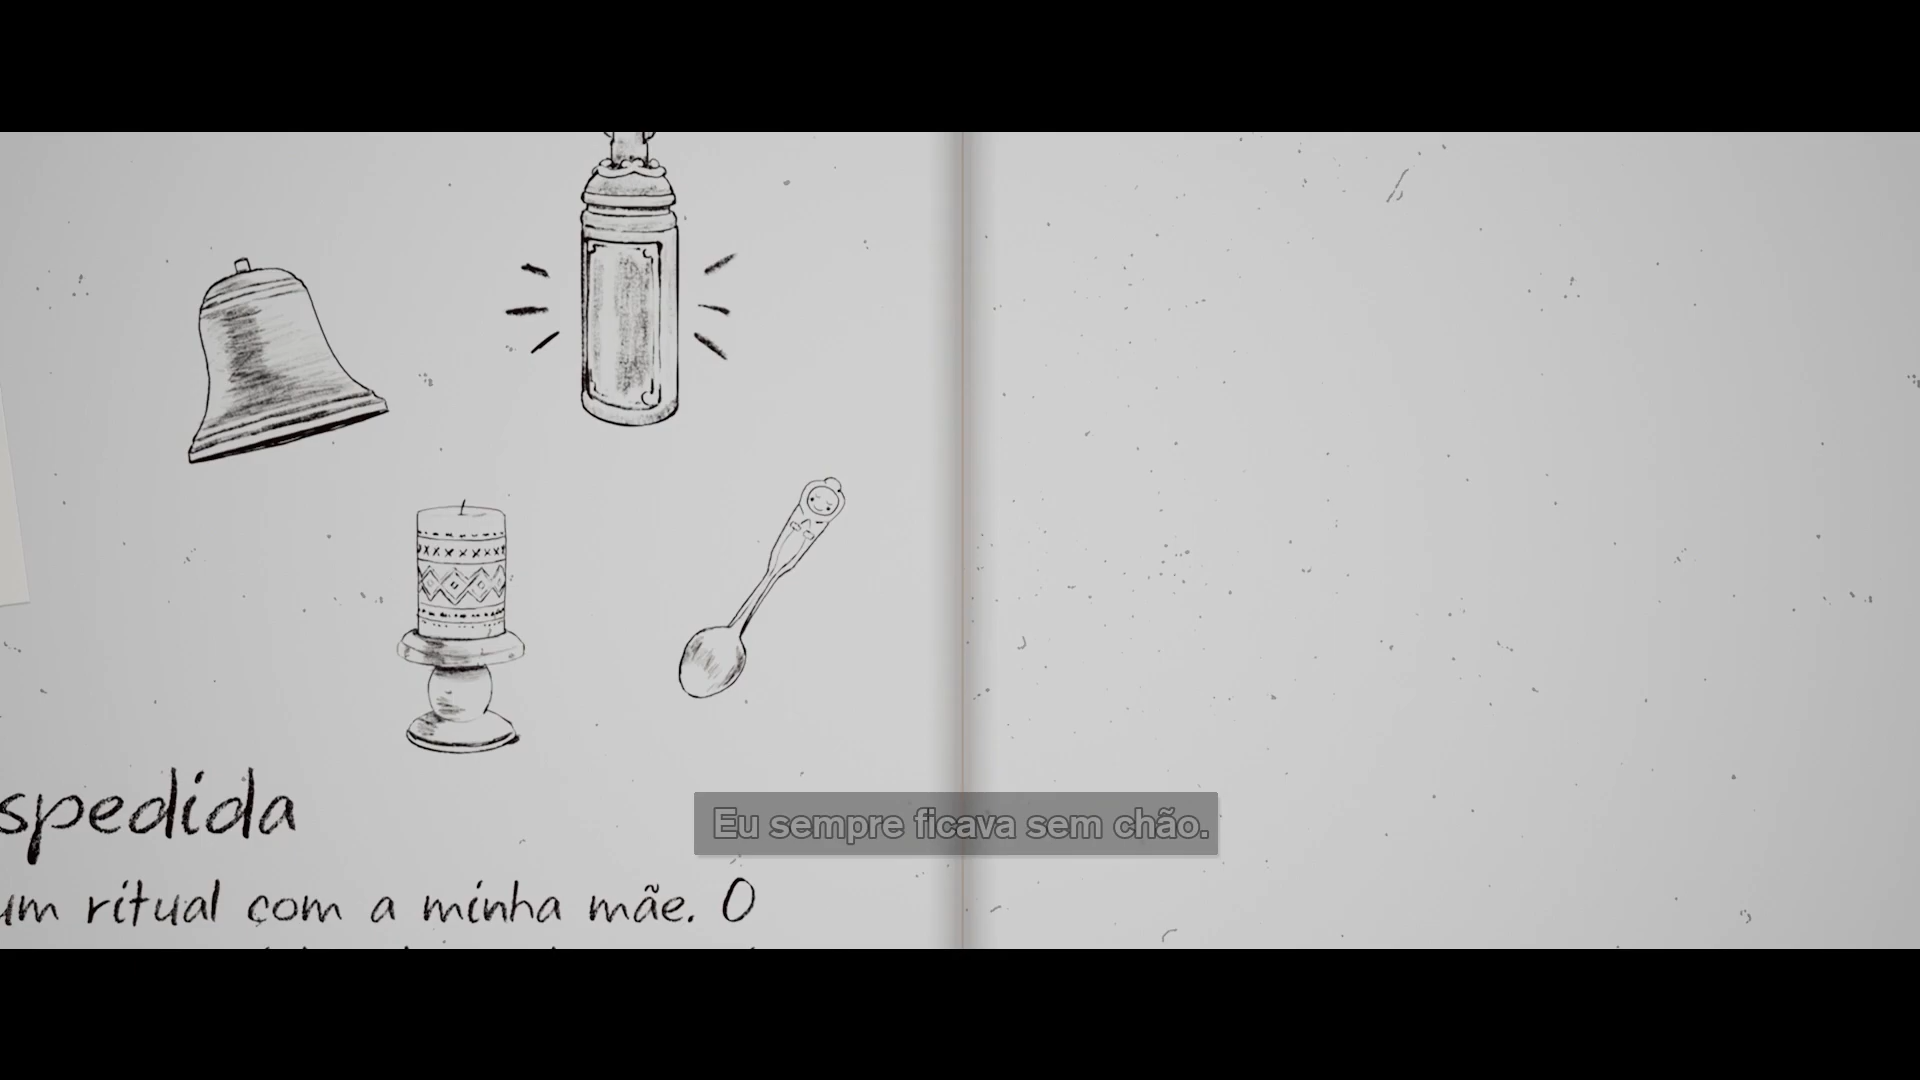 spedida
Eu sempre ficava sem chão.
um ritual com a minha mãe. O